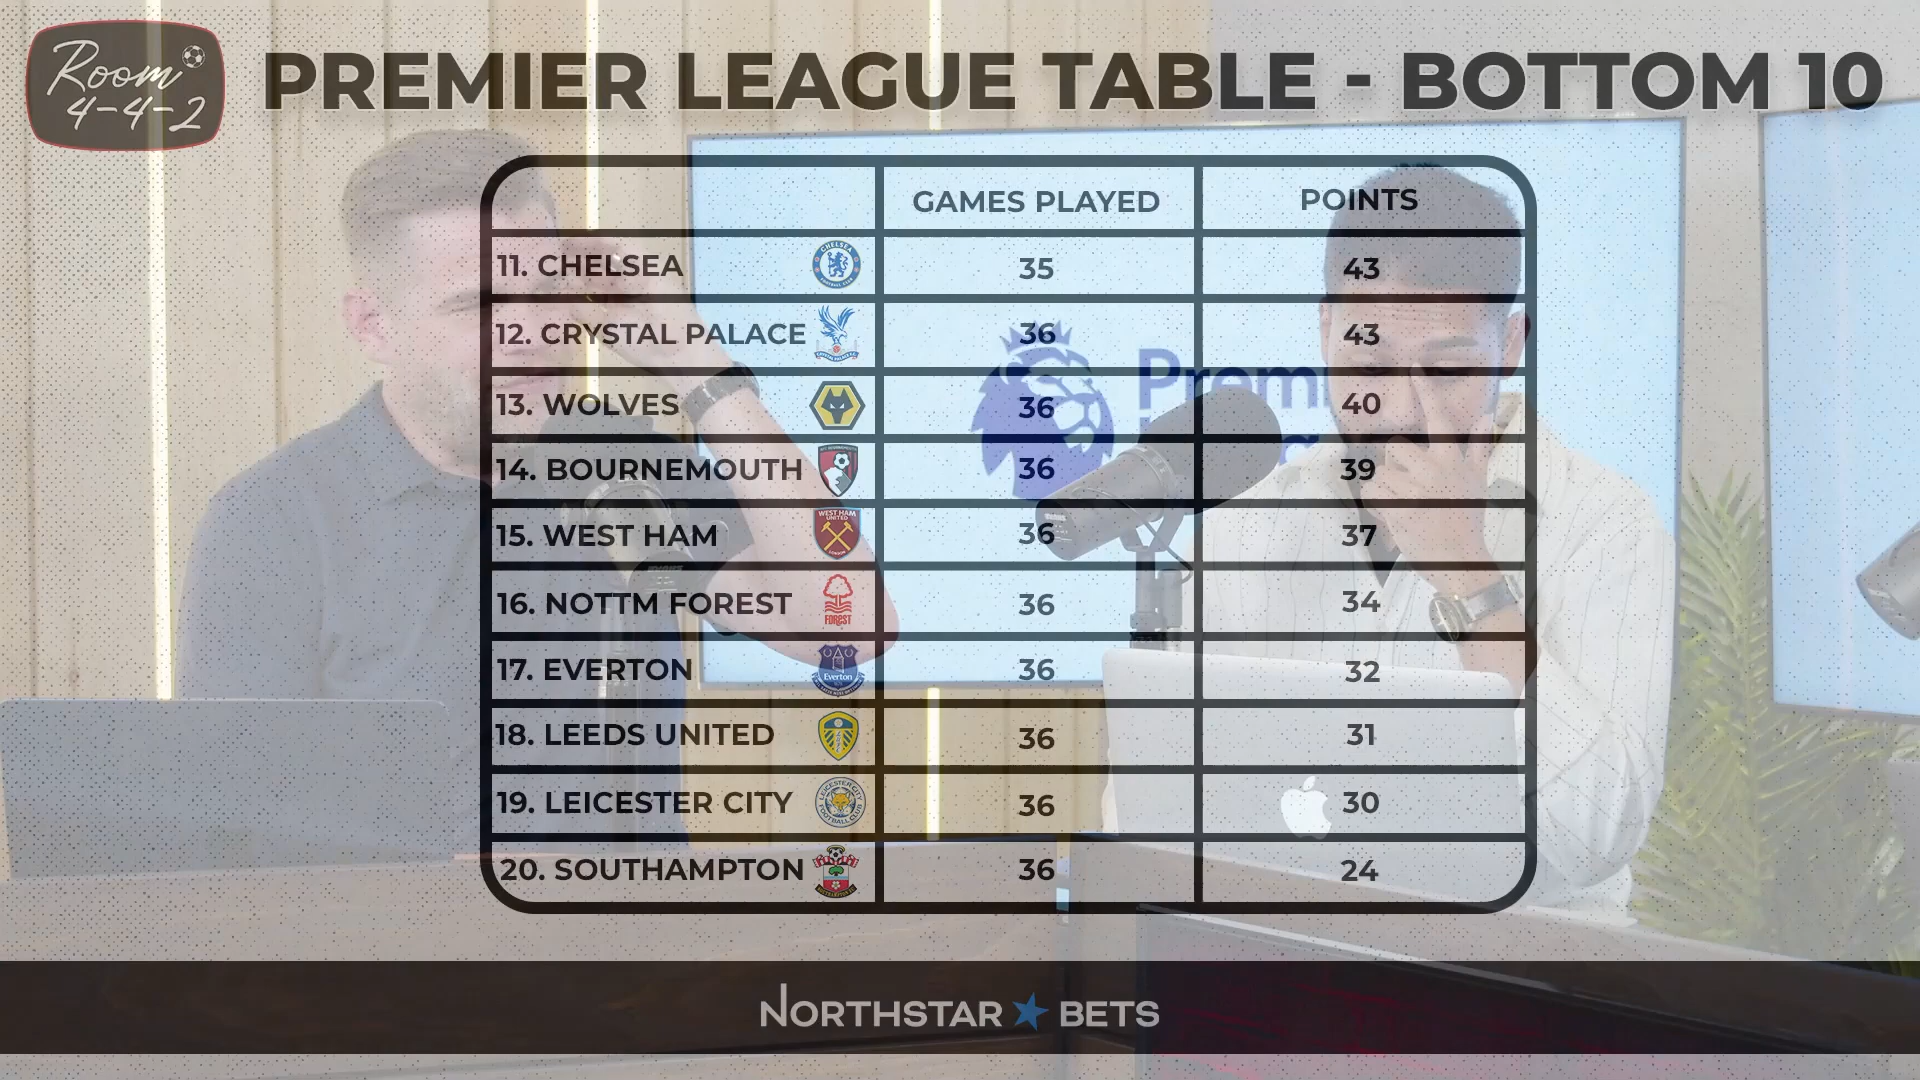 Room
4-4-2
PREMIER LEAGUE TABLE - BOTTOM 10
GAMES PLAYED POINTS
11. CHELSEA 35 43
12. CRYSTAL PALACE 36 43
13. WOLVES 36 40
14. BOURNEMOUTH 36 39
15. WEST HAM 36 37
16. NOTTM FOREST 36 34
17. EVERTON 36 32
18. LEEDS UNITED 36 31
19. LEICESTER CITY 36 30
20. SOUTHAMPTON 36 24
NORTHSTAR BETS